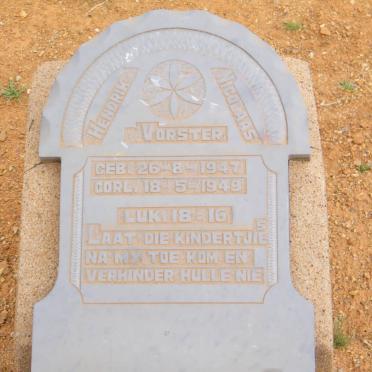 HENDRIK NICOLAAS
VORSTER
GEB: 26-8-1947
OORL. 18-5-1949
LUK: 18-16
LAAT DIE KINDERTJIES
NA MY TOE KOM EN
VERHINDER HULLE NIE